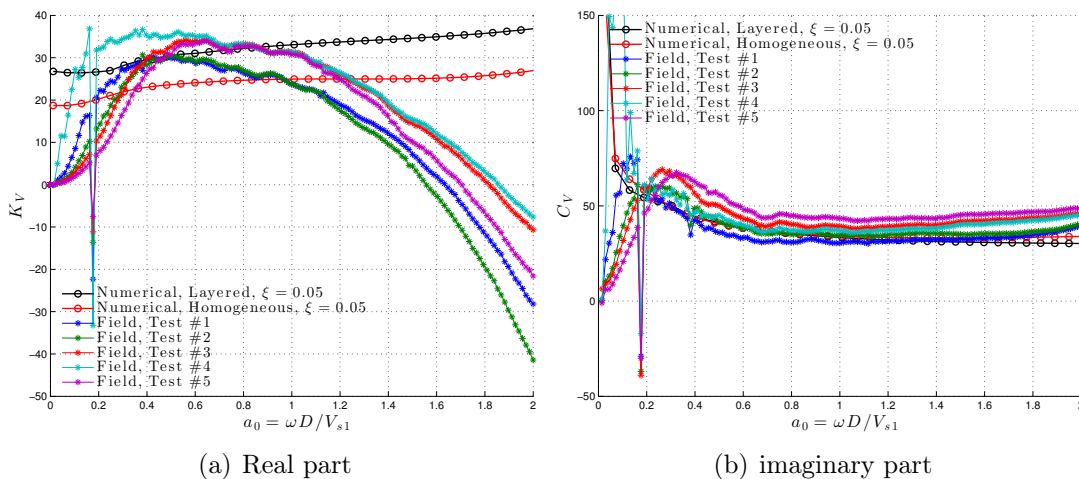 40
30
20
10
0
−10
−20
−30
−40
−50
K_V
Numerical, Layered, ξ = 0.05
Numerical, Homogeneous, ξ = 0.05
Field, Test #1
Field, Test #2
Field, Test #3
Field, Test #4
Field, Test #5
0 0.2 0.4 0.6 0.8 1 1.2 1.4 1.6 1.8 2
a_0 = ωD/V_{s1}
(a) Real part
150
100
50
0
−50
C_V
Numerical, Layered, ξ = 0.05
Numerical, Homogeneous, ξ = 0.05
Field, Test #1
Field, Test #2
Field, Test #3
Field, Test #4
Field, Test #5
0 0.2 0.4 0.6 0.8 1 1.2 1.4 1.6 1.8 2
a_0 = ωD/V_{s1}
(b) imaginary part